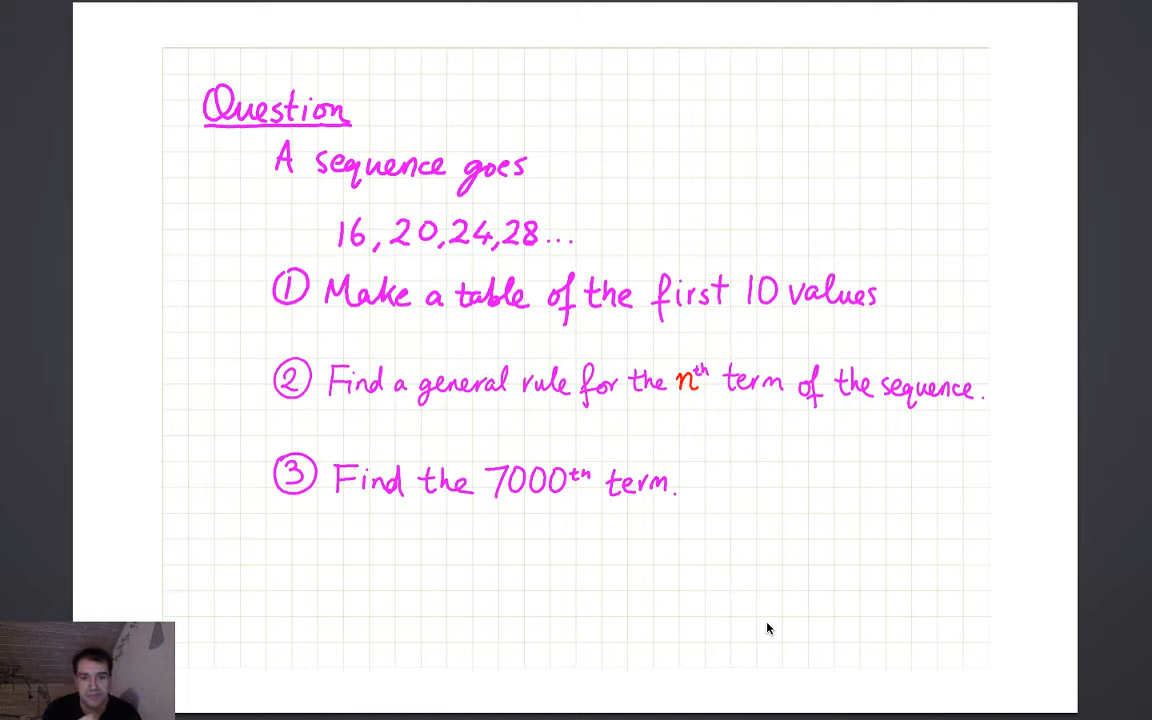 Question
A sequence goes
16, 20, 24, 28...
① Make a table of the first 10 values
② Find a general rule for the nth term of the sequence.
③ Find the 7000th term.